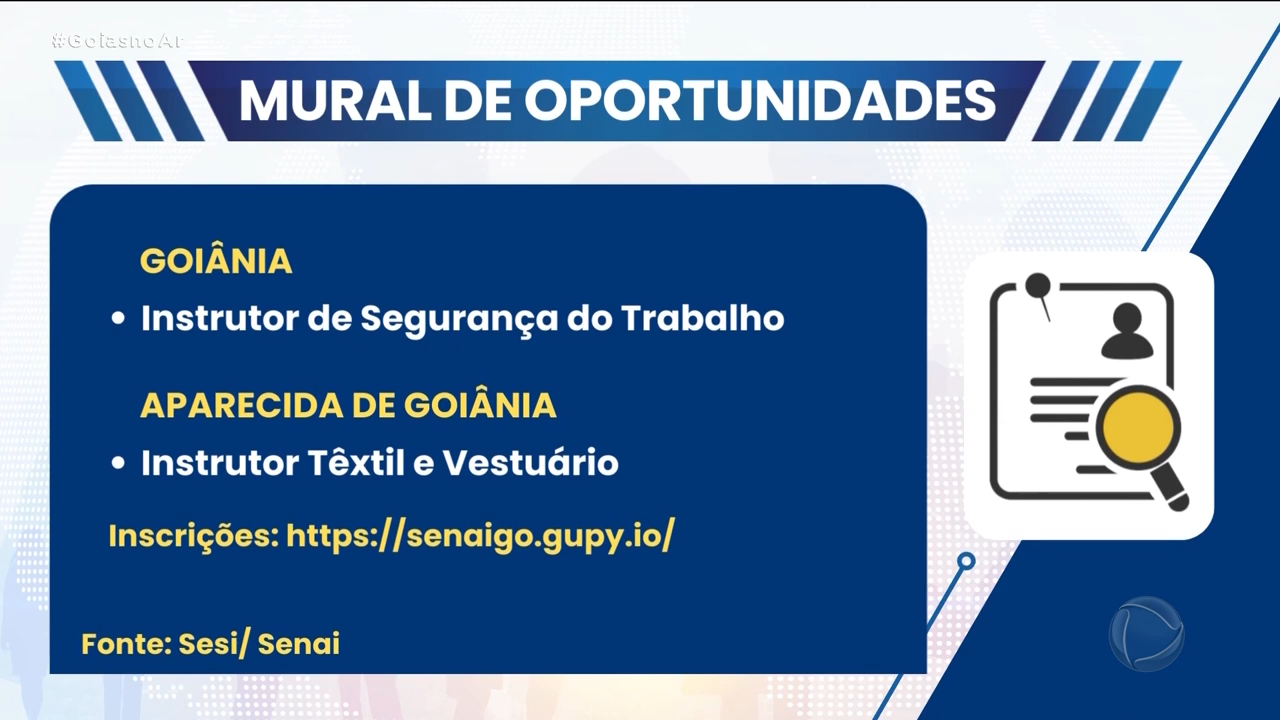 #GoiasnoAr
MURAL DE OPORTUNIDADES
GOIÂNIA
• Instrutor de Segurança do Trabalho
APARECIDA DE GOIÂNIA
• Instrutor Têxtil e Vestuário
Inscrições: https://senaigo.gupy.io/
Fonte: Sesi/ Senai